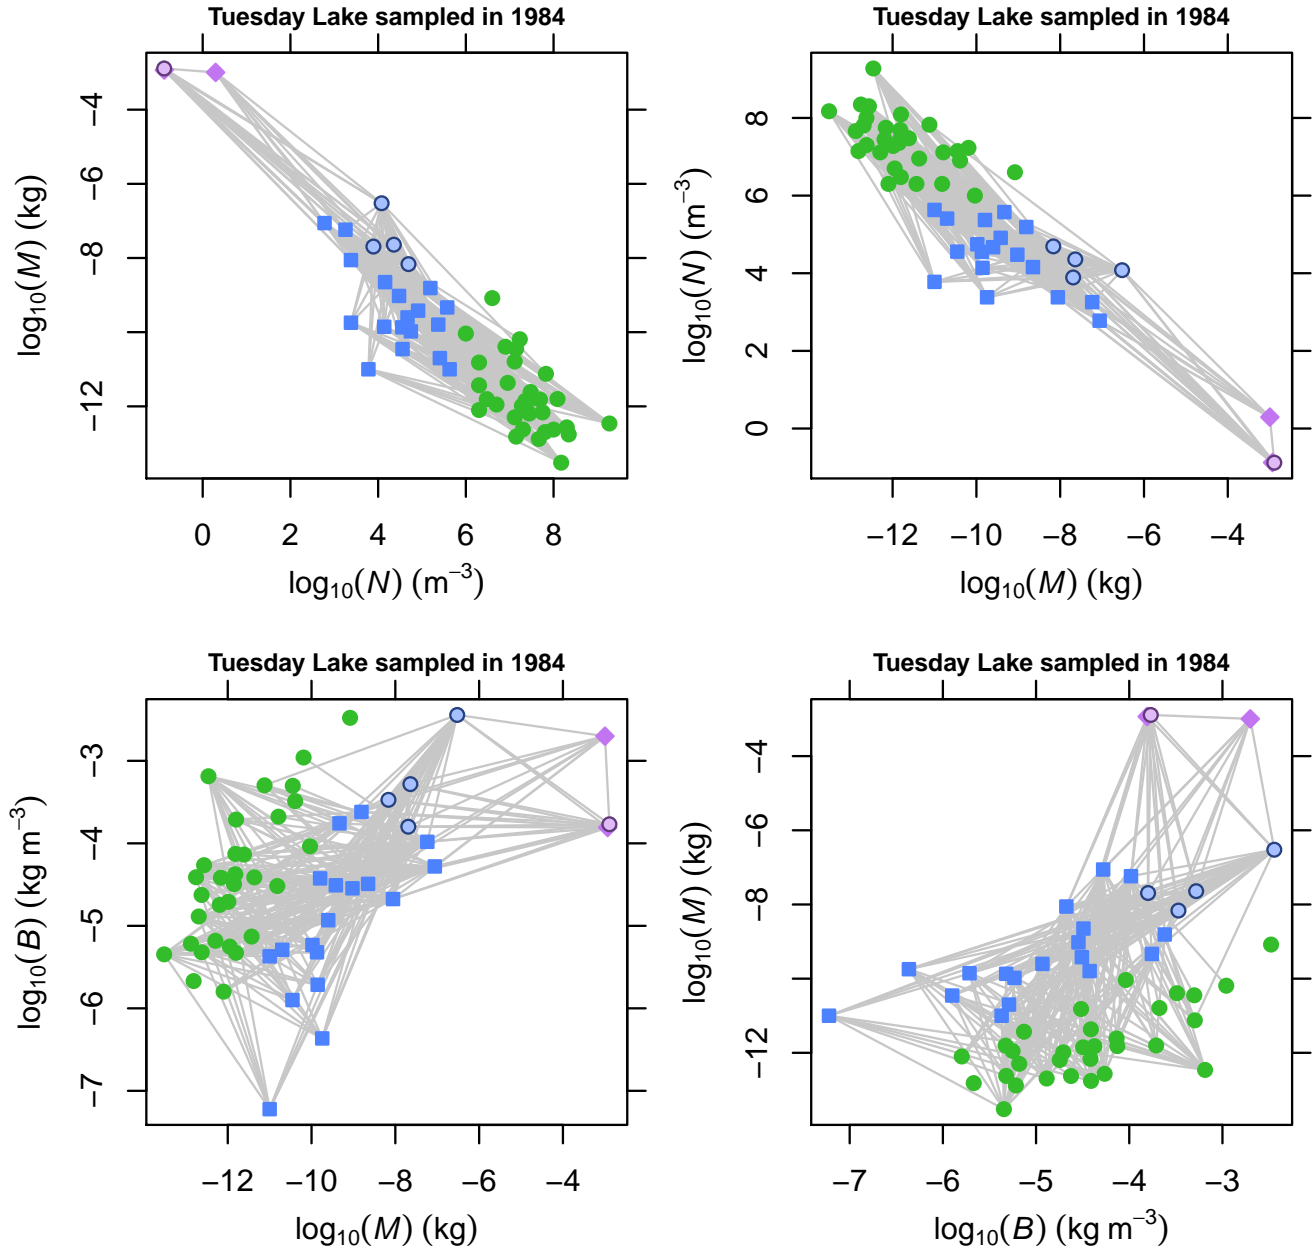 Tuesday Lake sampled in 1984
log₁₀(M) (kg)
−4
−6
−8
−12
0 2 4 6 8
log₁₀(N) (m⁻³)
Tuesday Lake sampled in 1984
log₁₀(N) (m⁻³)
8
6
4
2
0
−12 −10 −8 −6 −4
log₁₀(M) (kg)
Tuesday Lake sampled in 1984
log₁₀(B) (kg m⁻³)
−3
−4
−5
−6
−7
−12 −10 −8 −6 −4
log₁₀(M) (kg)
Tuesday Lake sampled in 1984
log₁₀(M) (kg)
−4
−6
−8
−12
−7 −6 −5 −4 −3
log₁₀(B) (kg m⁻³)